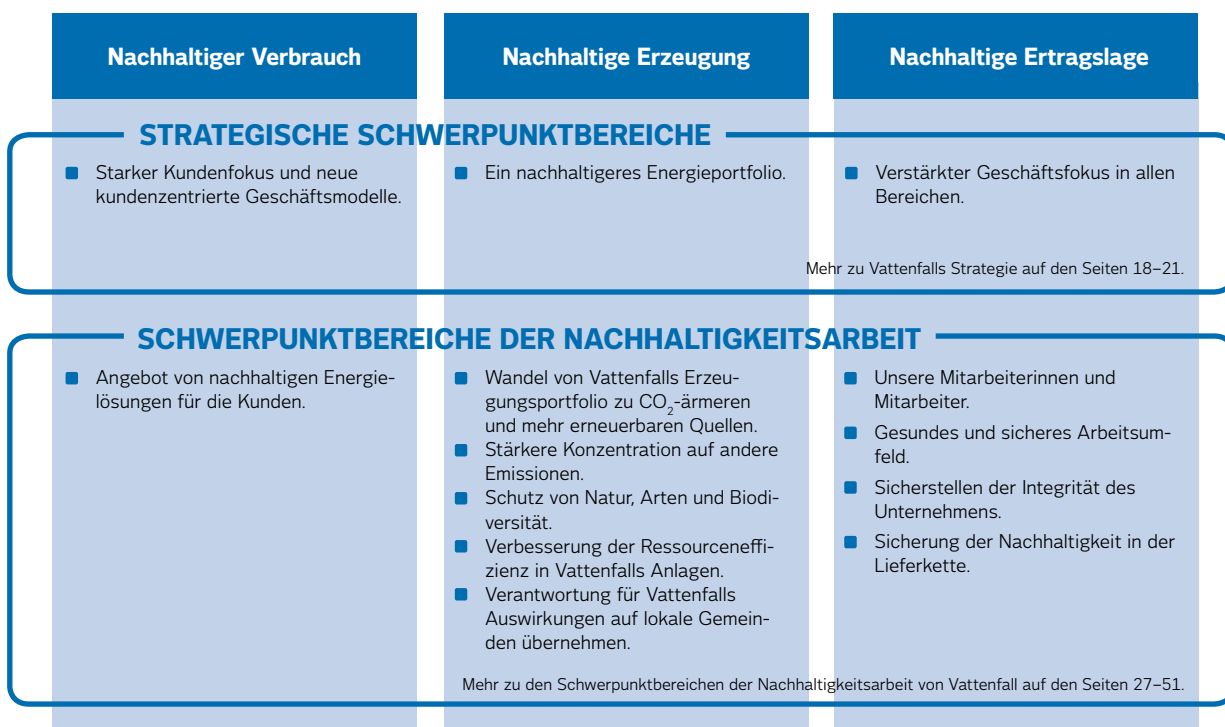 Nachhaltiger Verbrauch
Nachhaltige Erzeugung
Nachhaltige Ertragslage
STRATEGISCHE SCHWERPUNKTBEREICHE
Starker Kundenfokus und neue
kundenzentrierte Geschäftsmodelle.
Ein nachhaltigeres Energieportfolio.
Verstärkter Geschäftsfokus in allen
Bereichen.
Mehr zu Vattenfalls Strategie auf den Seiten 18–21.
SCHWERPUNKTBEREICHE DER NACHHALTIGKEITSARBEIT
Angebot von nachhaltigen Energie-
lösungen für die Kunden.
Wandel von Vattenfalls Erzeu-
gungsportfolio zu CO₂-ärmeren
und mehr erneuerbaren Quellen.
Stärkere Konzentration auf andere
Emissionen.
Schutz von Natur, Arten und Biodi-
versität.
Verbesserung der Ressourceneffi-
zienz in Vattenfalls Anlagen.
Verantwortung für Vattenfalls
Auswirkungen auf lokale Gemein-
den übernehmen.
Unsere Mitarbeiterinnen und
Mitarbeiter.
Gesundes und sicheres Arbeitsum-
feld.
Sicherstellen der Integrität des
Unternehmens.
Sicherung der Nachhaltigkeit in der
Lieferkette.
Mehr zu den Schwerpunktbereichen der Nachhaltigkeitsarbeit von Vattenfall auf den Seiten 27–51.